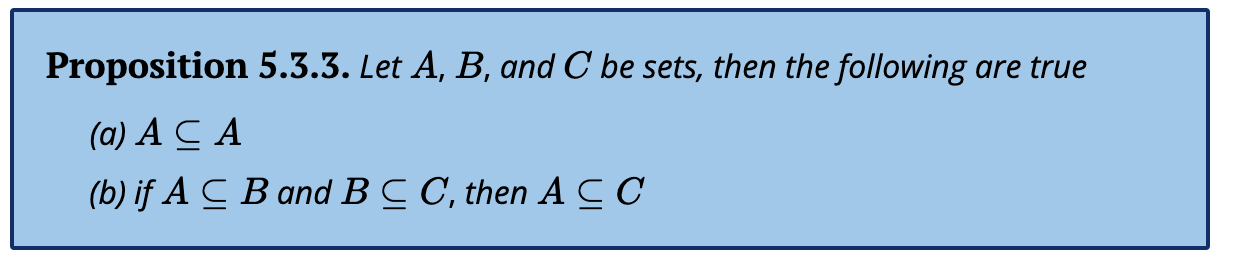 Proposition 5.3.3. Let A, B, and C be sets, then the following are true
(a) A ⊆ A
(b) if A ⊆ B and B ⊆ C, then A ⊆ C